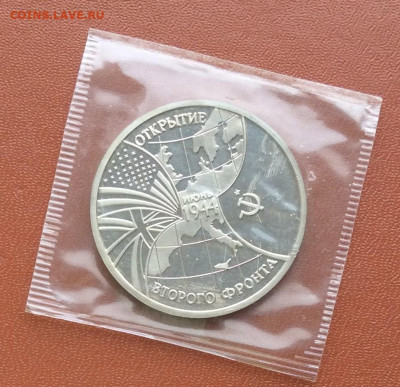 COINS.LAVE.RU
ОТКРЫТИЕ
ИЮНЬ
1944
ВТОРОГО ФРОНТА